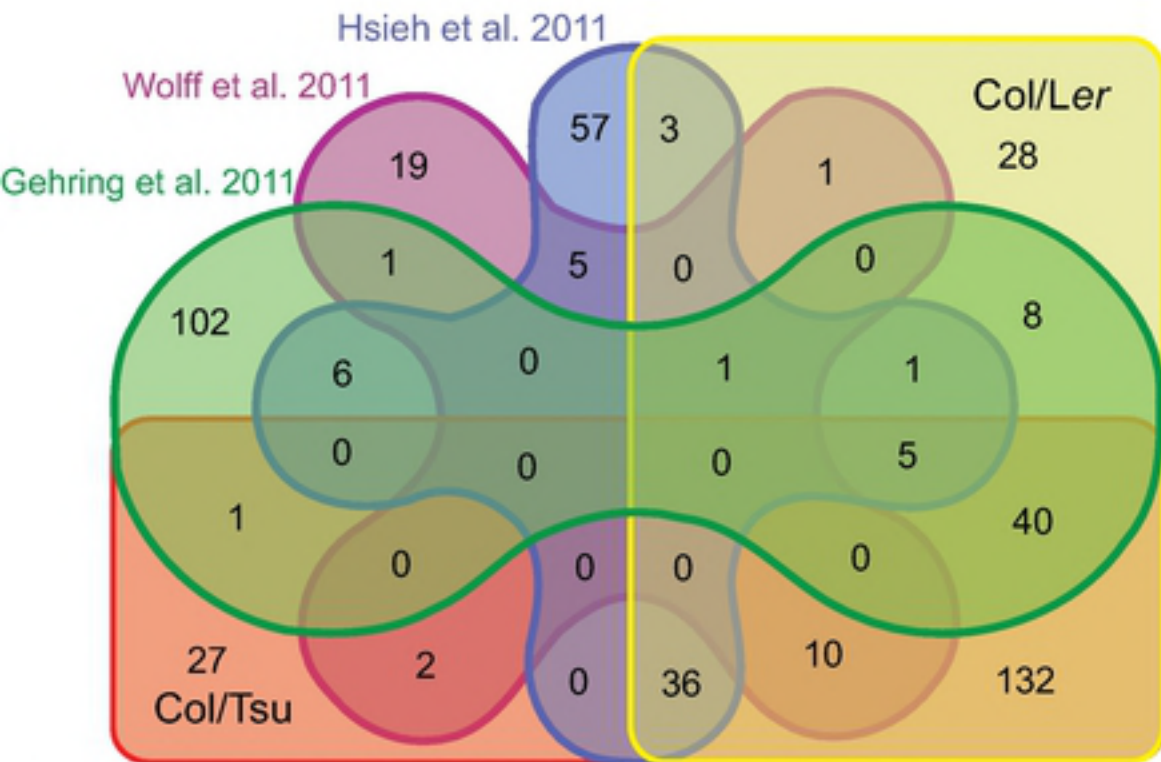 Hsieh et al. 2011
Wolff et al. 2011
Col/Ler
57 3
19 1 28
Gehring et al. 2011
1 5 0 0
102 8
6 0 1 1
0 0 0 5
1 40
0 0 0 0
27 2 0 36 10 132
Col/Tsu